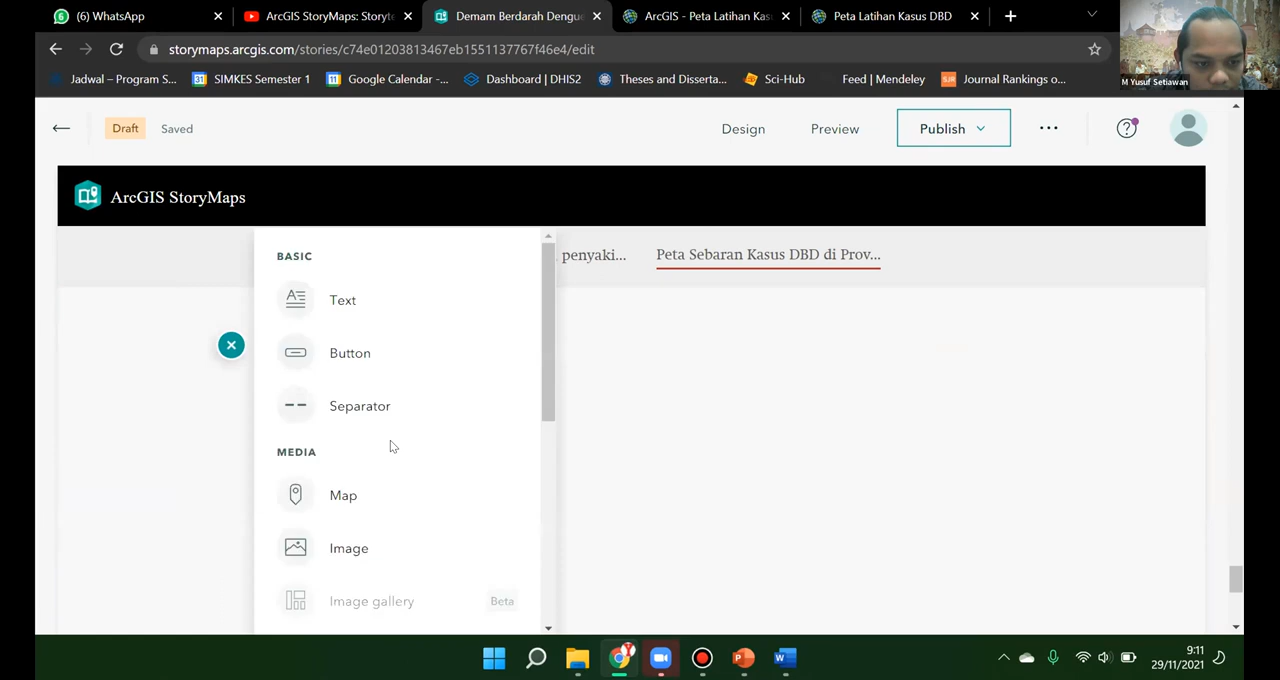 (6) WhatsApp
ArcGIS StoryMaps: Storyte
Demam Berdarah Dengue
ArcGIS - Peta Latihan Kasu
Peta Latihan Kasus DBD
storymaps.arcgis.com/stories/c74e01203813467eb1551137767f46e4/edit
Jadwal – Program S...
SIMKES Semester 1
Google Calendar -...
Dashboard | DHIS2
Theses and Disserta...
Sci-Hub
Feed | Mendeley
Journal Rankings o...
M Yusuf Setiawan
Draft
Saved
Design
Preview
Publish
ArcGIS StoryMaps
penyaki...
Peta Sebaran Kasus DBD di Prov...
BASIC
Text
Button
Separator
MEDIA
Map
Image
Image gallery
Beta
9:11
29/11/2021